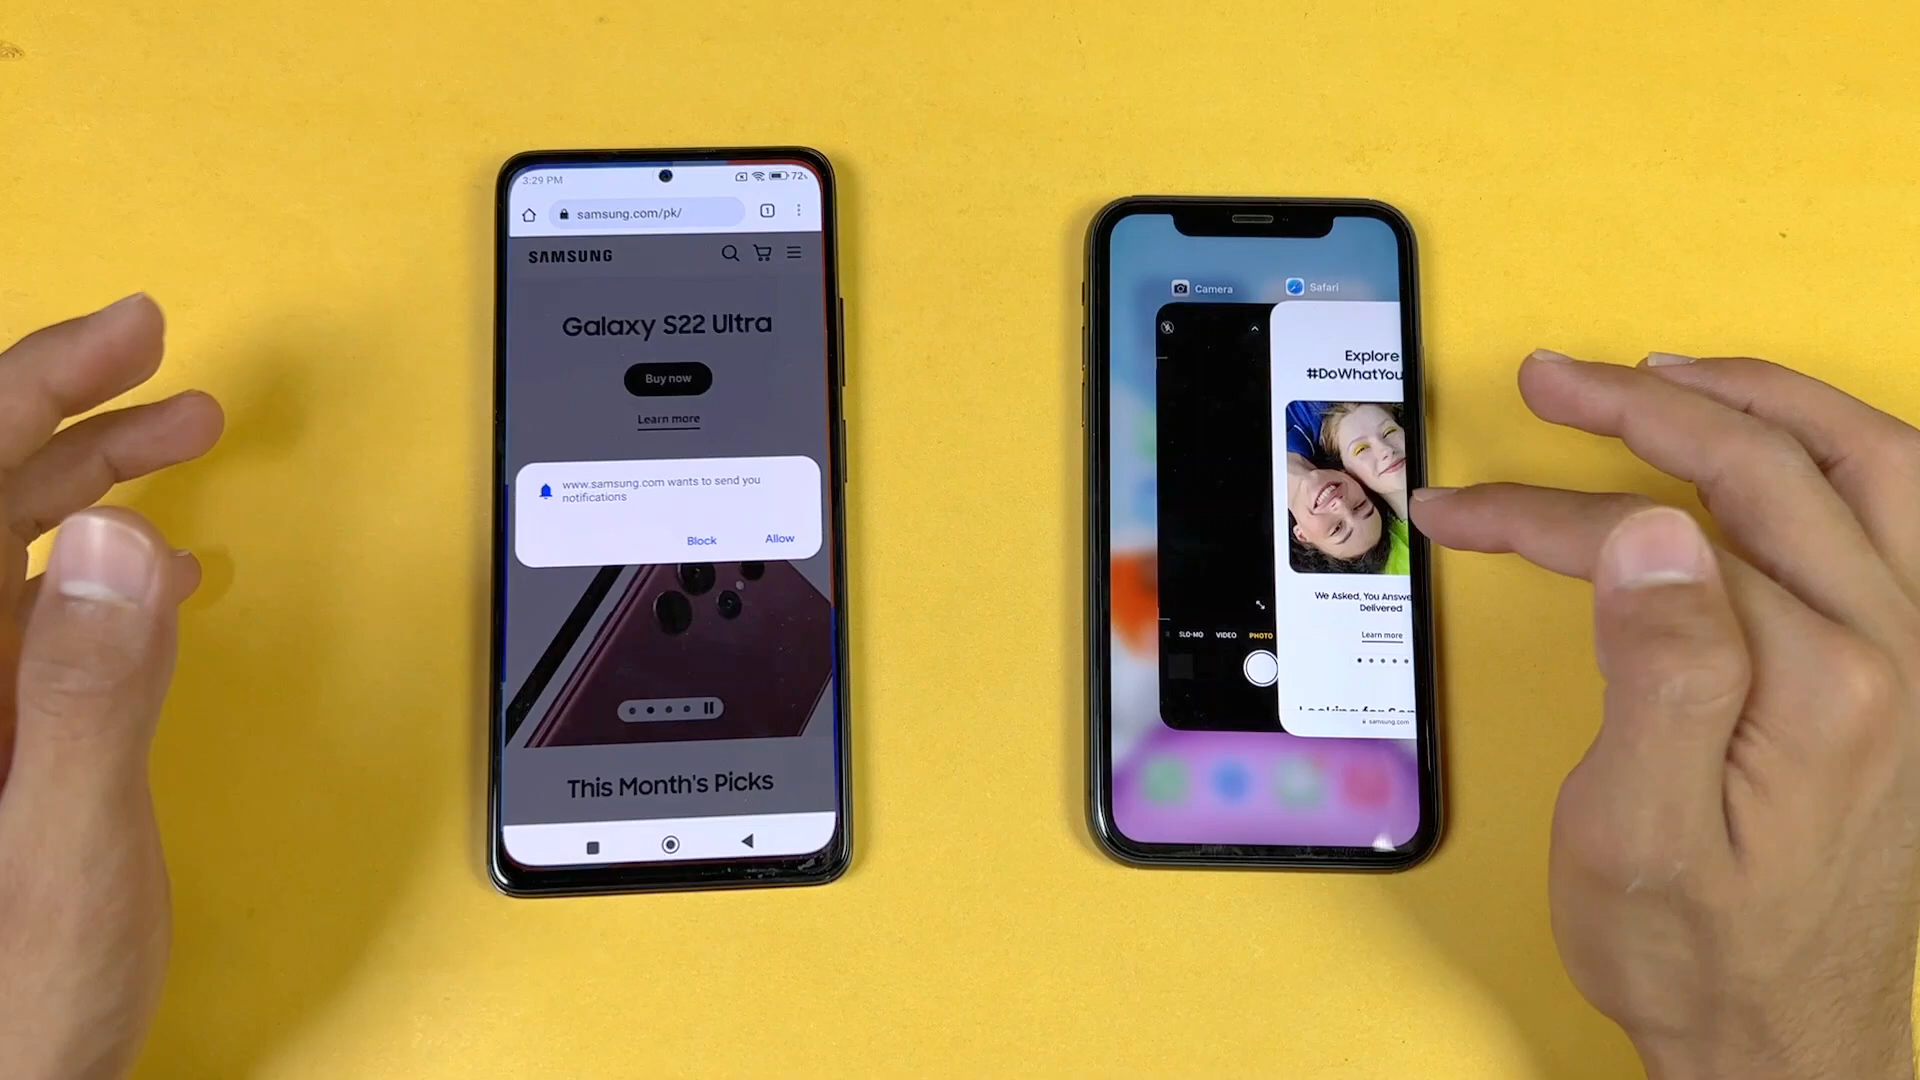 3:29 PM
72%
samsung.com/pk/
1
SAMSUNG
Galaxy S22 Ultra
Buy now
Learn more
www.samsung.com wants to send you
notifications
Block
Allow
This Month's Picks
Camera
Safari
Explore
#DoWhatYou
We Asked, You Answe
Delivered
Learn more
SLO-MO
VIDEO
PHOTO
samsung.com